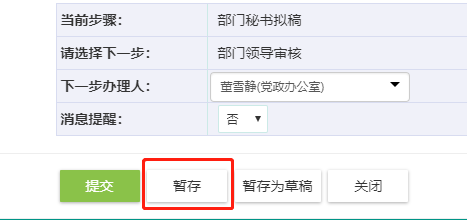 当前步骤： 部门秘书拟稿
请选择下一步： 部门领导审核
下一步办理人： 董雪静(党政办公室)
消息提醒： 否
提交 暂存 暂存为草稿 关闭